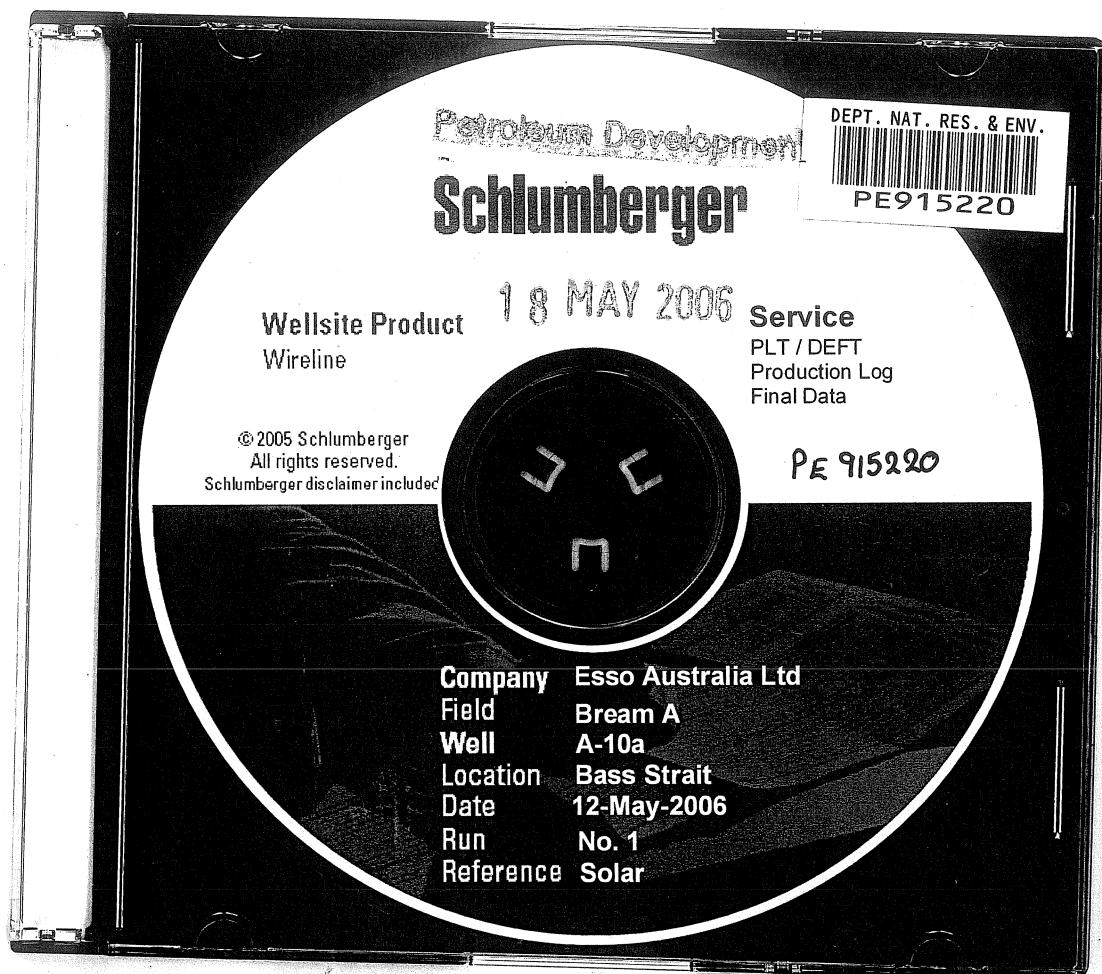 Petroleum Development
DEPT. NAT. RES. & ENV.
PE915220
Schlumberger
18 MAY 2006
Wellsite Product
Wireline
Service
PLT / DEFT
Production Log
Final Data
© 2005 Schlumberger
All rights reserved.
Schlumberger disclaimer included
PE 915220
Company Esso Australia Ltd
Field Bream A
Well A-10a
Location Bass Strait
Date 12-May-2006
Run No. 1
Reference Solar